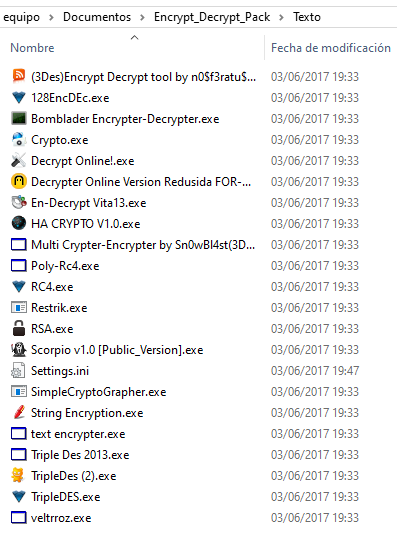 equipo > Documentos > Encrypt_Decrypt_Pack > Texto
Nombre Fecha de modificación
(3Des)Encrypt Decrypt tool by n0$f3ratu$... 03/06/2017 19:33
128EncDEc.exe 03/06/2017 19:33
Bomblader Encrypter-Decrypter.exe 03/06/2017 19:33
Crypto.exe 03/06/2017 19:33
Decrypt Online!.exe 03/06/2017 19:33
Decrypter Online Version Redusida FOR-... 03/06/2017 19:33
En-Decrypt Vita13.exe 03/06/2017 19:33
HA CRYPTO V1.0.exe 03/06/2017 19:33
Multi Crypter-Encrypter by Sn0wBl4st(3D... 03/06/2017 19:33
Poly-Rc4.exe 03/06/2017 19:33
RC4.exe 03/06/2017 19:33
Restrik.exe 03/06/2017 19:33
RSA.exe 03/06/2017 19:33
Scorpio v1.0 [Public_Version].exe 03/06/2017 19:33
Settings.ini 03/06/2017 19:47
SimpleCryptoGrapher.exe 03/06/2017 19:33
String Encryption.exe 03/06/2017 19:33
text encrypter.exe 03/06/2017 19:33
Triple Des 2013.exe 03/06/2017 19:33
TripleDes (2).exe 03/06/2017 19:33
TripleDES.exe 03/06/2017 19:33
veltrroz.exe 03/06/2017 19:33